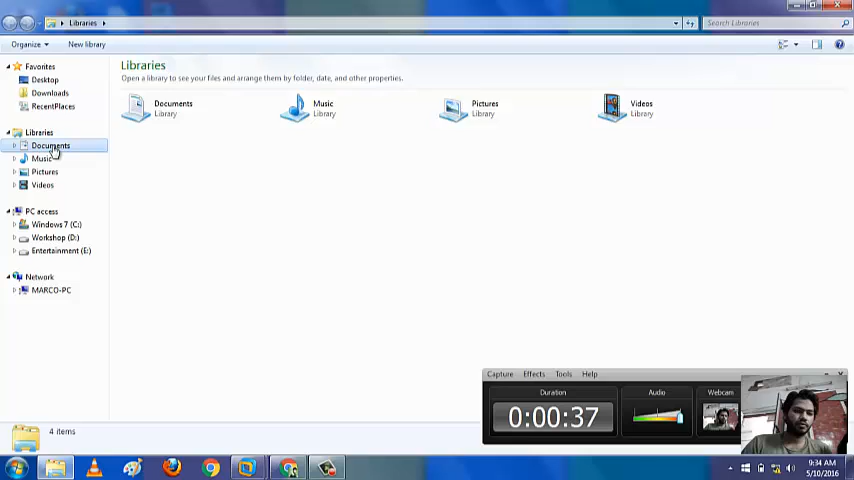 Libraries
Search Libraries
Organize
New library
Favorites
Desktop
Downloads
RecentPlaces
Libraries
Documents
Music
Pictures
Videos
PC access
Windows 7 (C:)
Workshop (D:)
Entertainment (E:)
Network
MARCO-PC
Libraries
Open a library to see your files and arrange them by folder, date, and other properties.
Documents
Library
Music
Library
Pictures
Library
Videos
Library
Capture Effects Tools Help
Duration
0:00:37
Audio
Webcam
4 items
9:34 AM
5/10/2016